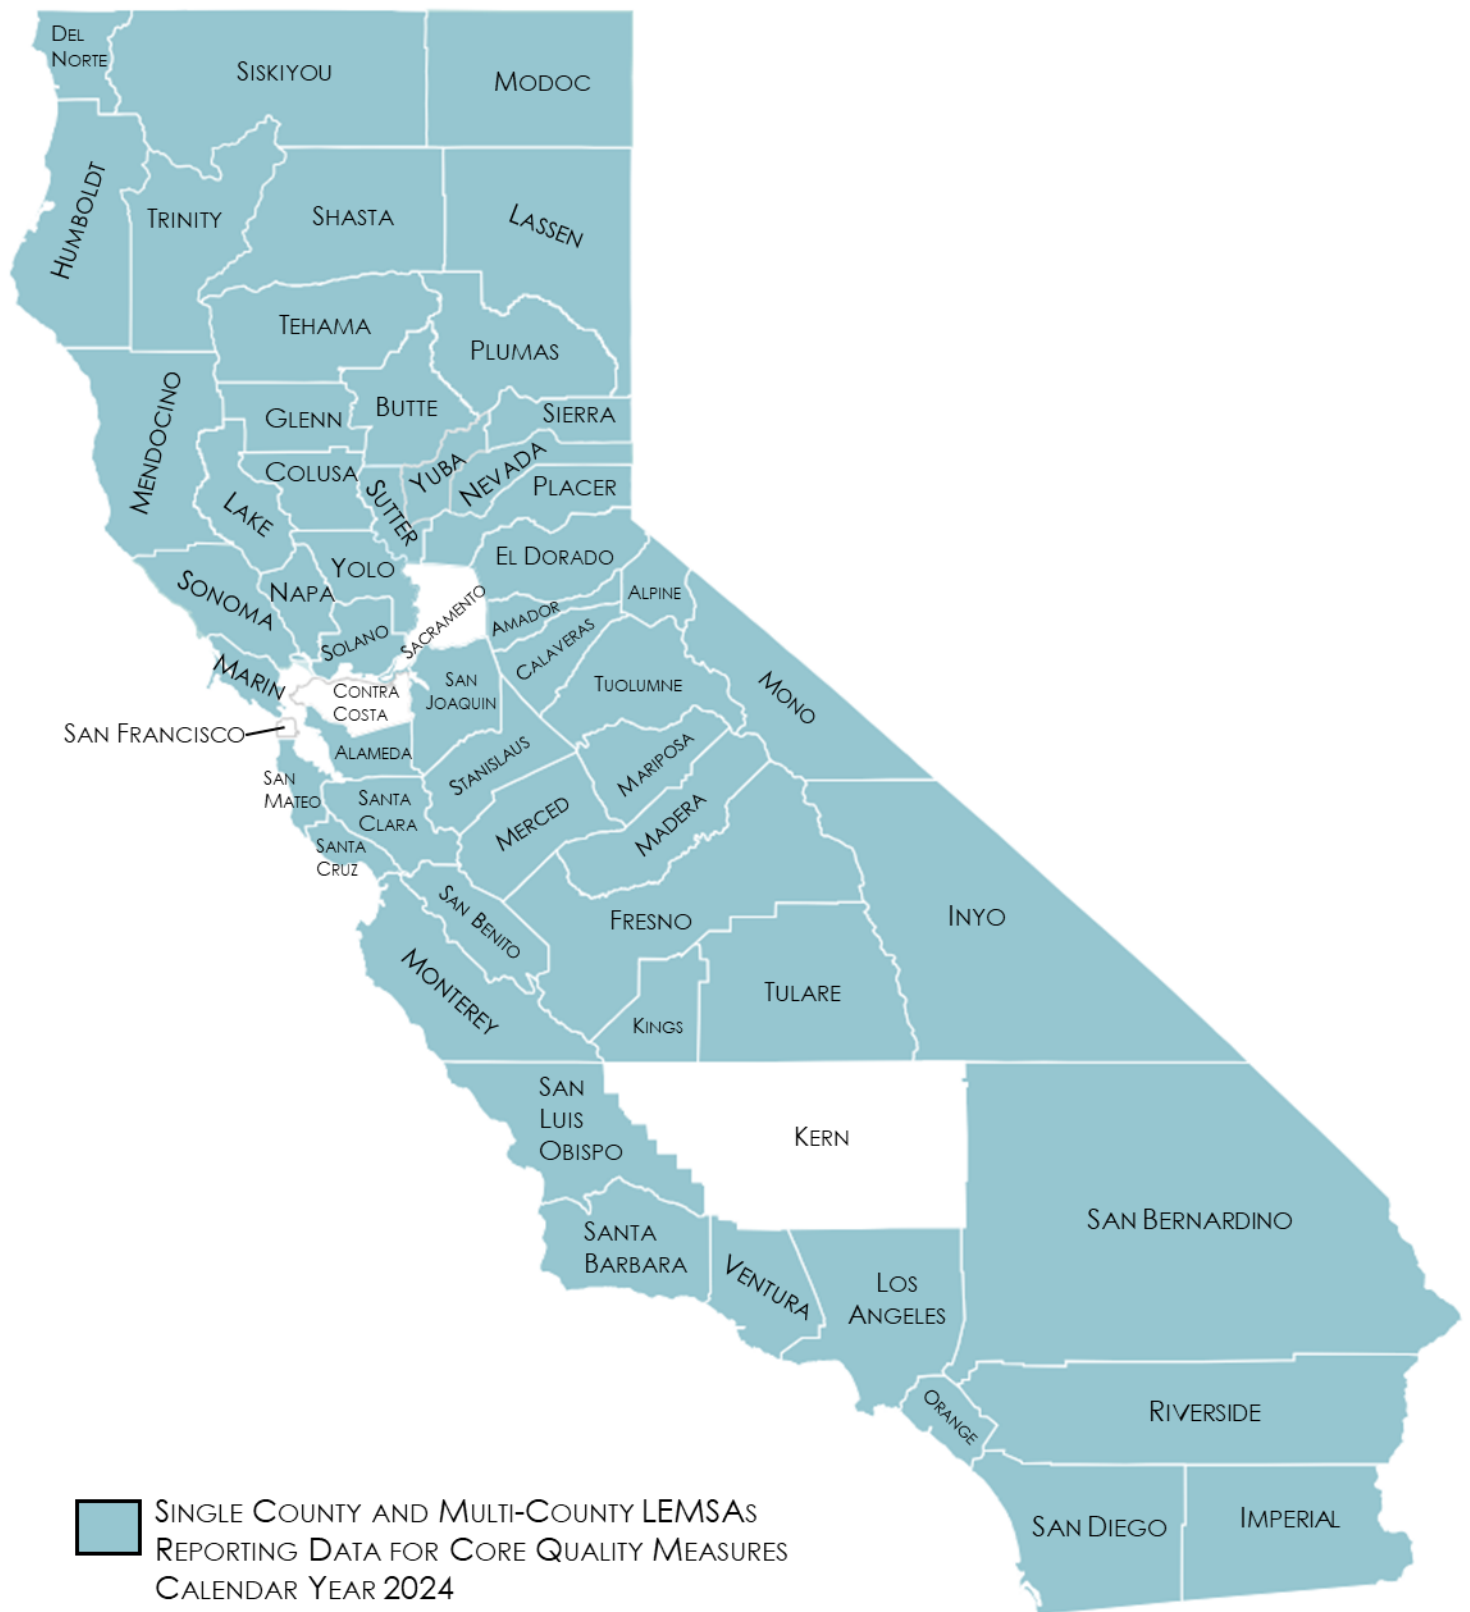 DEL
NORTE
SISKIYOU
MODOC
HUMBOLDT
TRINITY
SHASTA
LASSEN
TEHAMA
PLUMAS
MENDOCINO
GLENN
BUTTE
SIERRA
COLUSA
YUBA
NEVADA
SUTTER
PLACER
LAKE
EL DORADO
YOLO
SONOMA
NAPA
SACRAMENTO
AMADOR
ALPINE
SOLANO
CALAVERAS
MARIN
CONTRA
COSTA
SAN
JOAQUIN
TUOLUMNE
MONO
SAN FRANCISCO
ALAMEDA
STANISLAUS
MARIPOSA
SAN
MATEO
SANTA
CLARA
MERCED
MADERA
SANTA
CRUZ
SAN BENITO
FRESNO
INYO
MONTEREY
TULARE
KINGS
SAN
LUIS
OBISPO
KERN
SAN BERNARDINO
SANTA
BARBARA
VENTURA
LOS
ANGELES
ORANGE
RIVERSIDE
SAN DIEGO
IMPERIAL
SINGLE COUNTY AND MULTI-COUNTY LEMSAS
REPORTING DATA FOR CORE QUALITY MEASURES
CALENDAR YEAR 2024